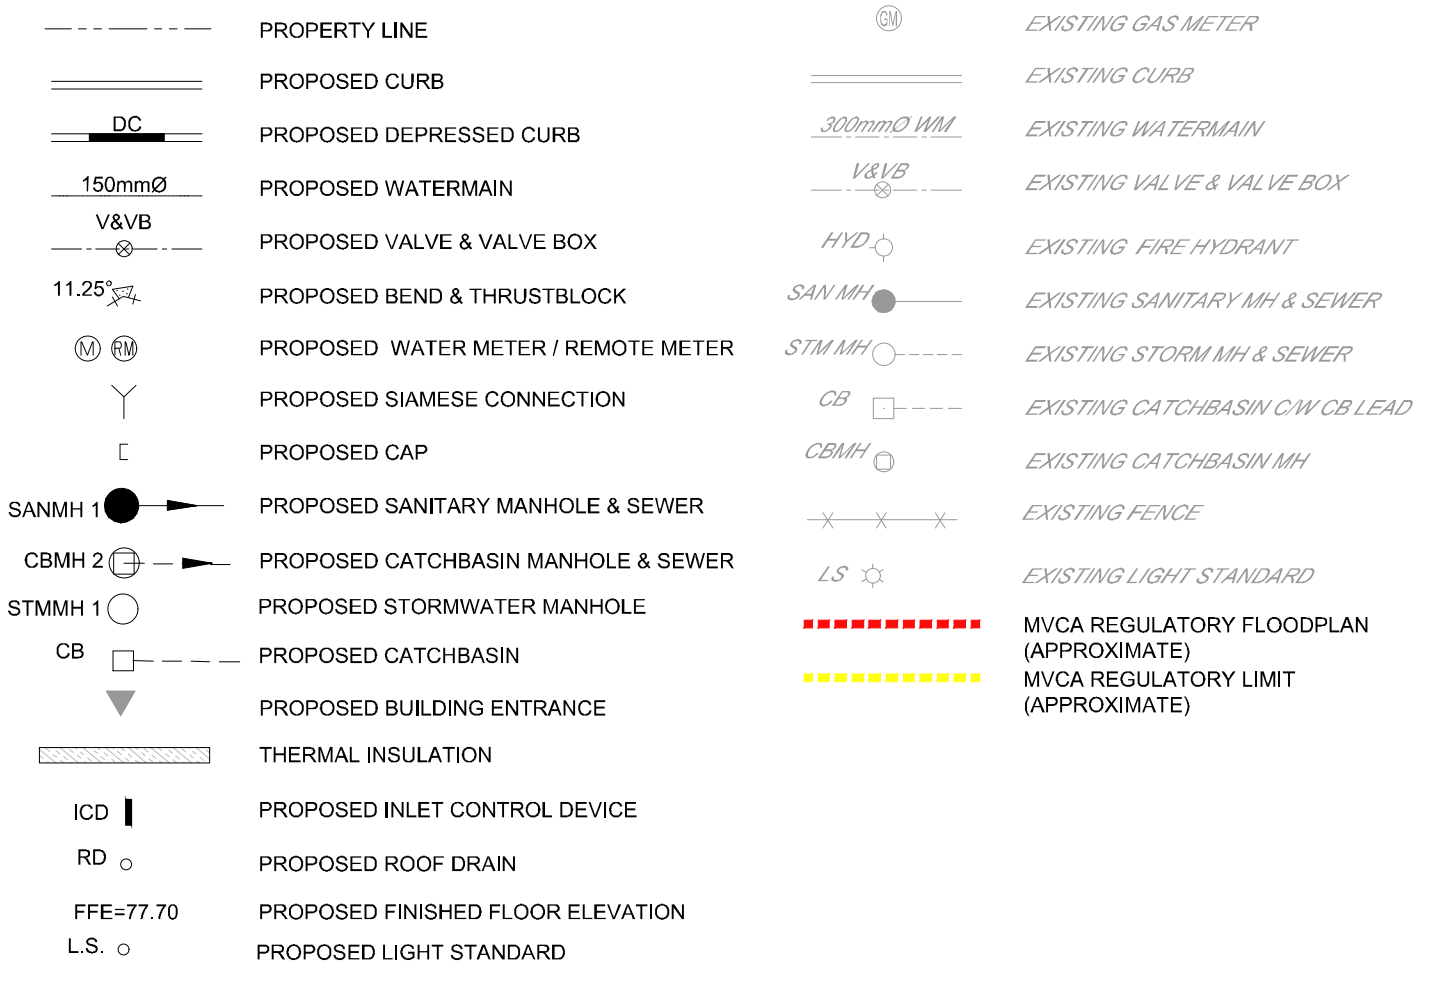 PROPERTY LINE
PROPOSED CURB
DC
PROPOSED DEPRESSED CURB
150mmØ
PROPOSED WATERMAIN
V&VB
PROPOSED VALVE & VALVE BOX
11.25°
PROPOSED BEND & THRUSTBLOCK
M RM
PROPOSED WATER METER / REMOTE METER
PROPOSED SIAMESE CONNECTION
PROPOSED CAP
SANMH 1
PROPOSED SANITARY MANHOLE & SEWER
CBMH 2
PROPOSED CATCHBASIN MANHOLE & SEWER
STMMH 1
PROPOSED STORMWATER MANHOLE
CB
PROPOSED CATCHBASIN
PROPOSED BUILDING ENTRANCE
THERMAL INSULATION
ICD
PROPOSED INLET CONTROL DEVICE
RD
PROPOSED ROOF DRAIN
FFE=77.70
PROPOSED FINISHED FLOOR ELEVATION
L.S.
PROPOSED LIGHT STANDARD
GM
EXISTING GAS METER
EXISTING CURB
300mmØ WM
EXISTING WATERMAIN
V&VB
EXISTING VALVE & VALVE BOX
HYD
EXISTING FIRE HYDRANT
SAN MH
EXISTING SANITARY MH & SEWER
STM MH
EXISTING STORM MH & SEWER
CB
EXISTING CATCHBASIN C/W CB LEAD
CBMH
EXISTING CATCHBASIN MH
EXISTING FENCE
LS
EXISTING LIGHT STANDARD
MVCA REGULATORY FLOODPLAN
(APPROXIMATE)
MVCA REGULATORY LIMIT
(APPROXIMATE)